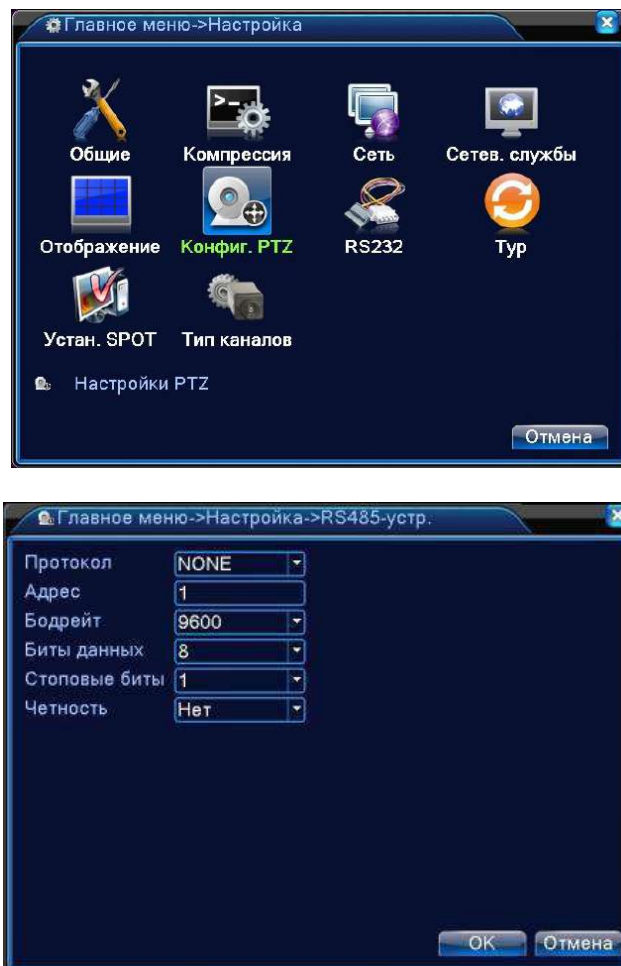 Главное меню->Настройка
Общие Компрессия Сеть Сетев. службы
Отображение Конфиг. PTZ RS232 Тур
Устан. SPOT Тип каналов
Настройки PTZ
Отмена
Главное меню->Настройка->RS485-устр.
Протокол NONE
Адрес 1
Бодрейт 9600
Биты данных 8
Стоповые биты 1
Четность Нет
OK Отмена